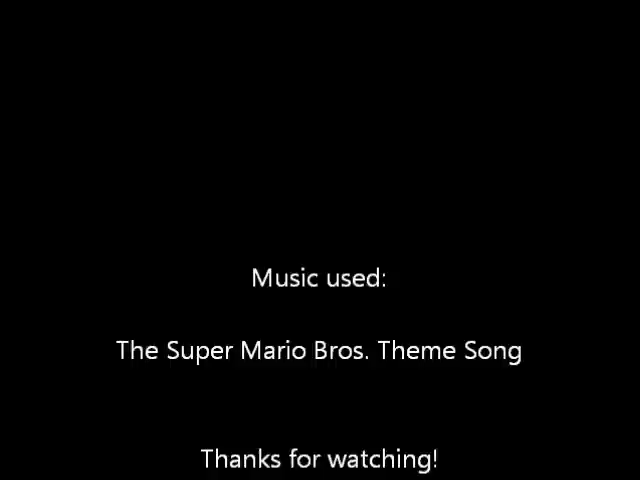 Music used:
The Super Mario Bros. Theme Song
Thanks for watching!